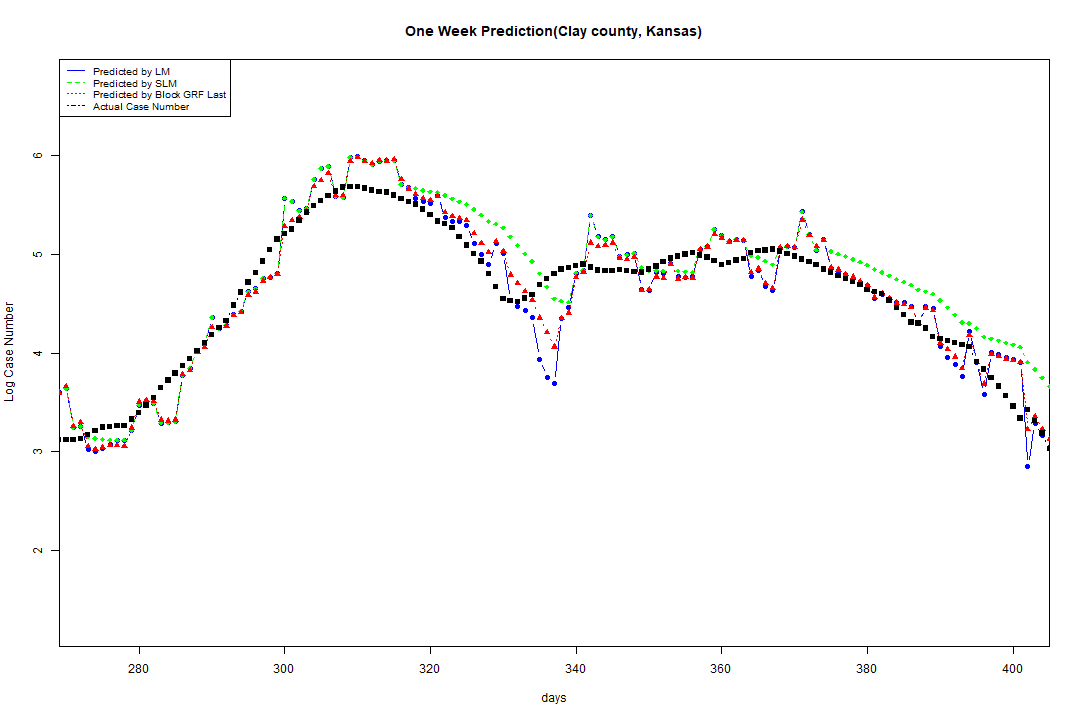 One Week Prediction(Clay county, Kansas)
Predicted by LM
Predicted by SLM
Predicted by Block GRF Last
Actual Case Number
6
5
4
3
2
Log Case Number
280 300 320 340 360 380 400
days